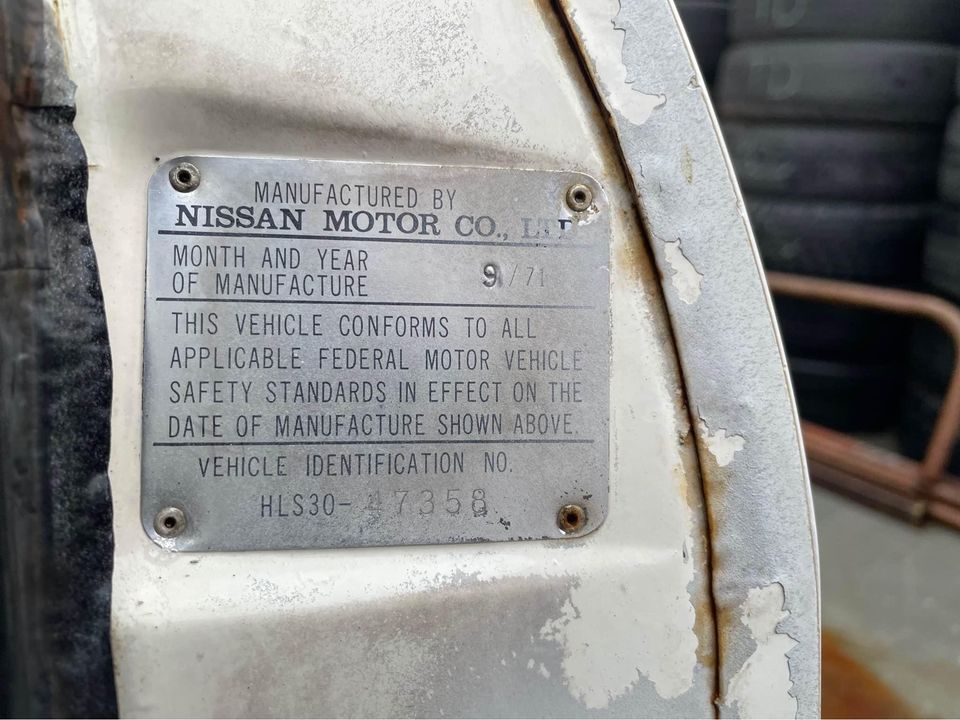 MANUFACTURED BY
NISSAN MOTOR CO., LTD
MONTH AND YEAR
OF MANUFACTURE 9/71
THIS VEHICLE CONFORMS TO ALL
APPLICABLE FEDERAL MOTOR VEHICLE
SAFETY STANDARDS IN EFFECT ON THE
DATE OF MANUFACTURE SHOWN ABOVE.
VEHICLE IDENTIFICATION NO.
HLS30-47358